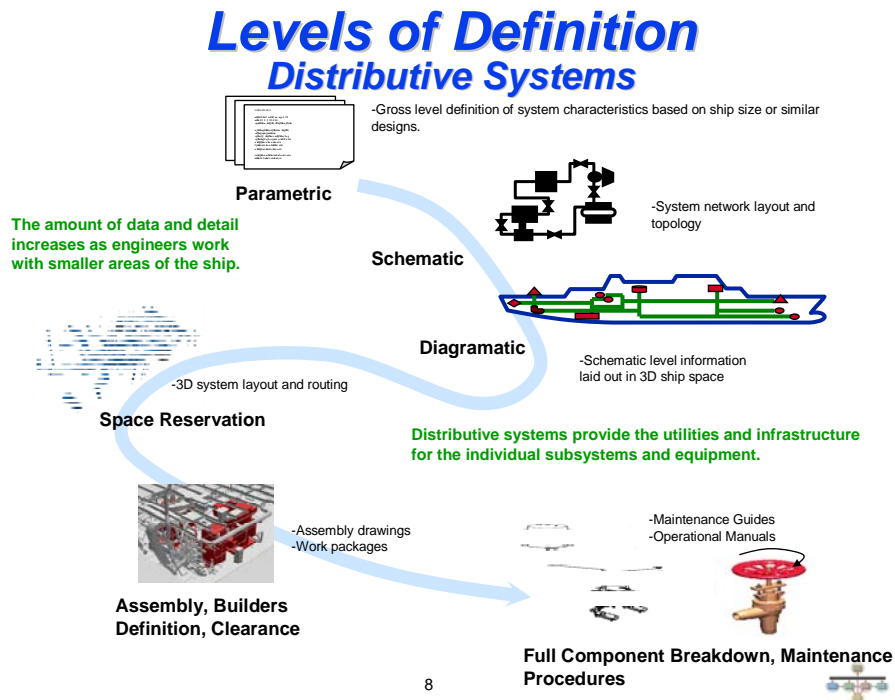 Levels of Definition
Distributive Systems
-Gross level definition of system characteristics based on ship size or similar
designs.
Parametric
The amount of data and detail
increases as engineers work
with smaller areas of the ship.
-System network layout and
topology
Schematic
Diagramatic
-Schematic level information
laid out in 3D ship space
-3D system layout and routing
Space Reservation
Distributive systems provide the utilities and infrastructure
for the individual subsystems and equipment.
-Assembly drawings
-Work packages
-Maintenance Guides
-Operational Manuals
Assembly, Builders
Definition, Clearance
Full Component Breakdown, Maintenance
Procedures
8